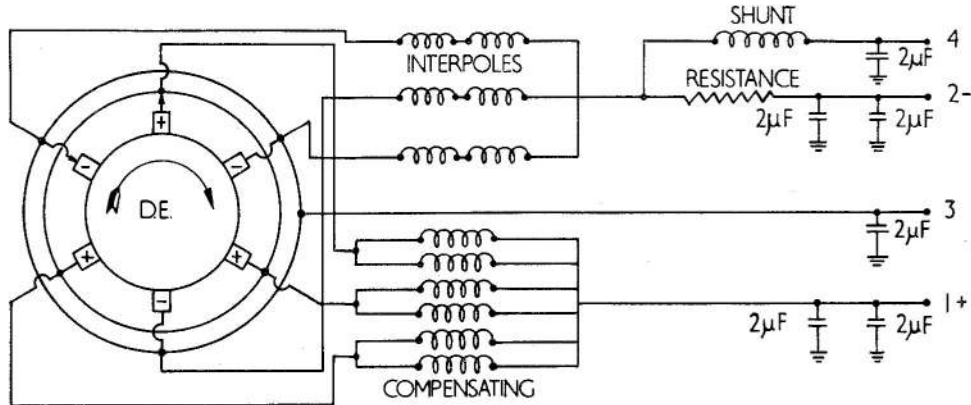 SHUNT
4
2µF
INTERPOLES
RESISTANCE
2-
2µF
2µF
+
-
-
D.E.
3
2µF
+
+
-
1+
2µF
2µF
COMPENSATING